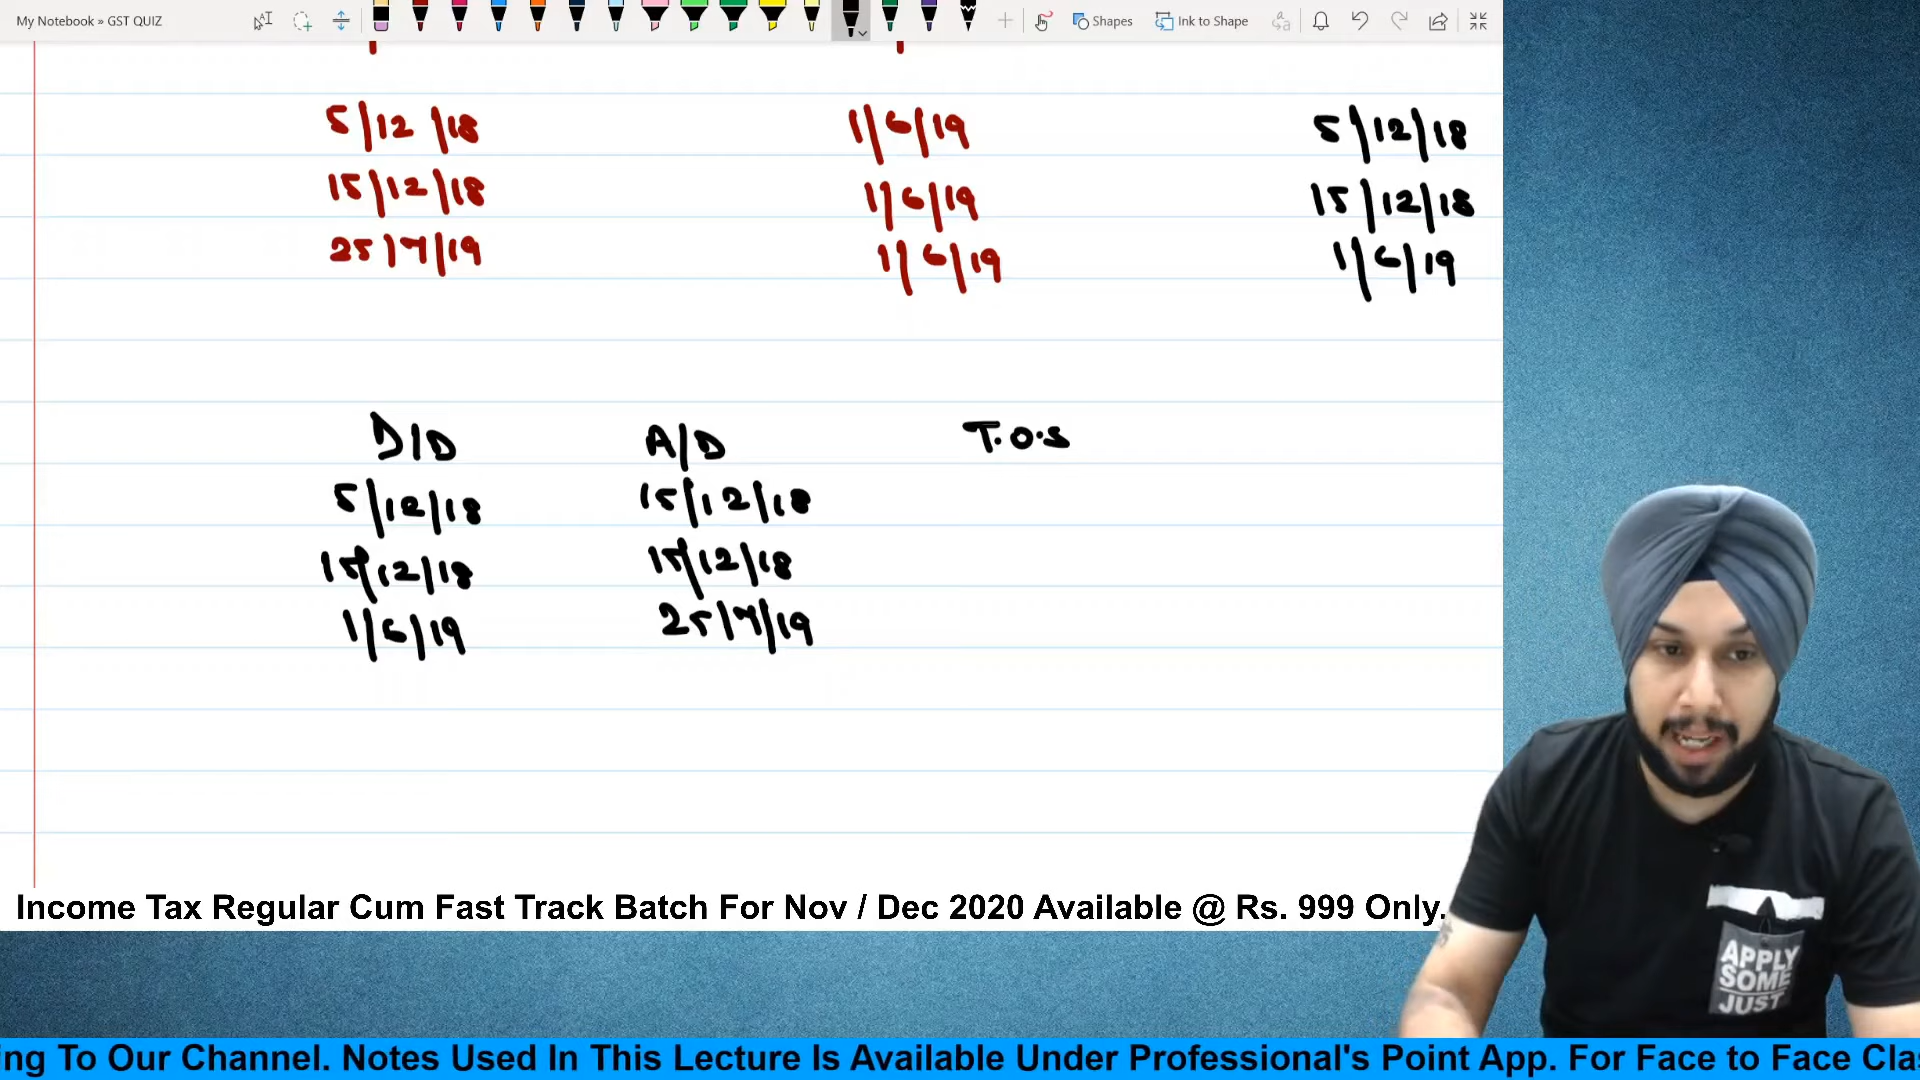 My Notebook » GST QUIZ
Shapes
Ink to Shape
5/12/18 1/6/19 5/12/18
15/12/18 1/6/19 15/12/18
25/7/19 1/6/19 1/6/19
D/D A/D T.O.S
5/12/18 15/12/18
15/12/18 15/12/18
1/6/19 25/7/19
Income Tax Regular Cum Fast Track Batch For Nov / Dec 2020 Available @ Rs. 999 Only.
APPLY
SOME
JUST
ing To Our Channel. Notes Used In This Lecture Is Available Under Professional's Point App. For Face to Face Cla